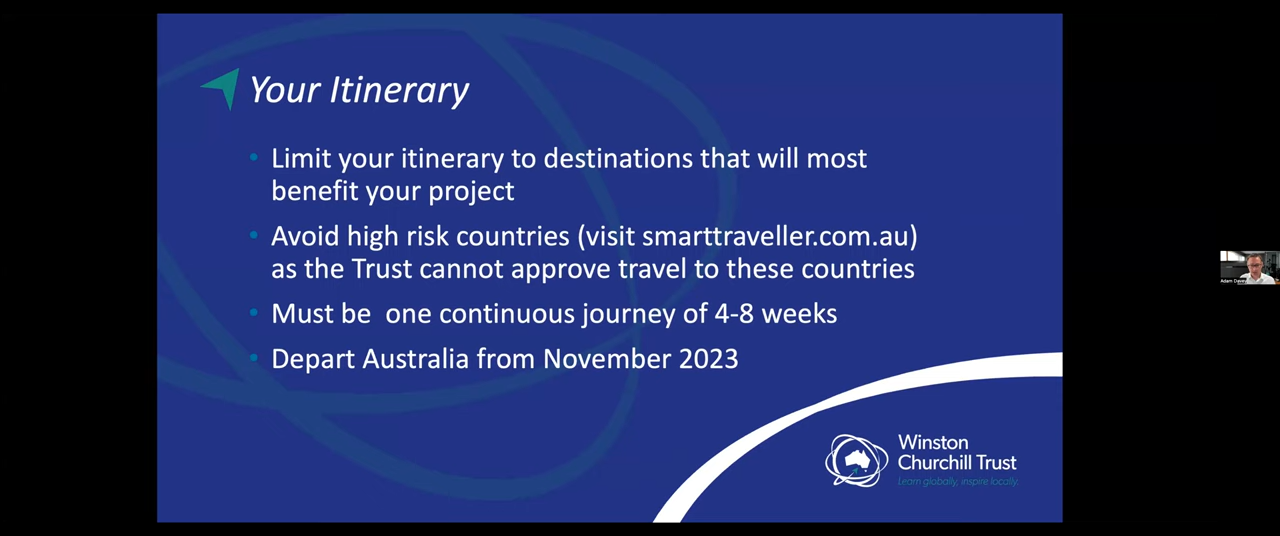 Your Itinerary
• Limit your itinerary to destinations that will most
benefit your project
• Avoid high risk countries (visit smarttraveller.com.au)
as the Trust cannot approve travel to these countries
• Must be  one continuous journey of 4-8 weeks
• Depart Australia from November 2023
Winston
Churchill Trust
Learn globally, inspire locally.
Adam Davey